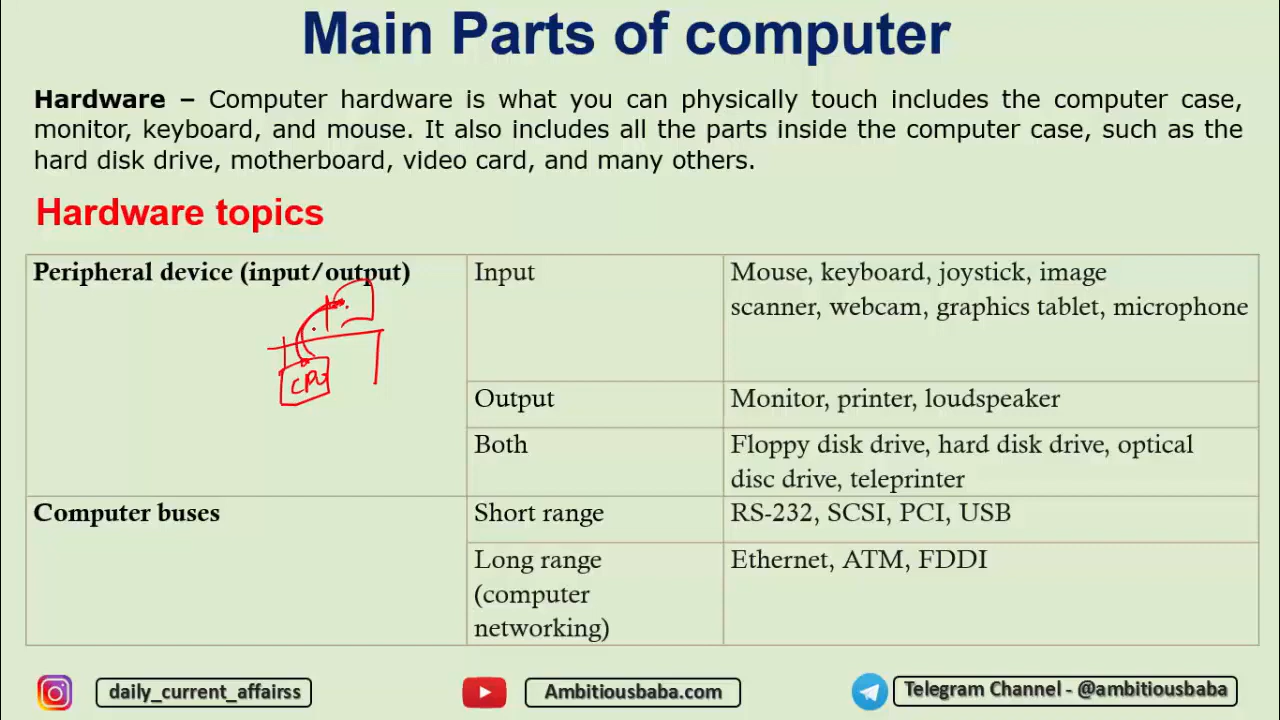 Main Parts of computer
Hardware – Computer hardware is what you can physically touch includes the computer case,
monitor, keyboard, and mouse. It also includes all the parts inside the computer case, such as the
hard disk drive, motherboard, video card, and many others.
Hardware topics
Peripheral device (input/output)
Input
Mouse, keyboard, joystick, image
scanner, webcam, graphics tablet, microphone
CPU
Output
Monitor, printer, loudspeaker
Both
Floppy disk drive, hard disk drive, optical
disc drive, teleprinter
Computer buses
Short range
RS-232, SCSI, PCI, USB
Long range
(computer
networking)
Ethernet, ATM, FDDI
daily_current_affairss
Ambitiousbaba.com
Telegram Channel - @ambitiousbaba